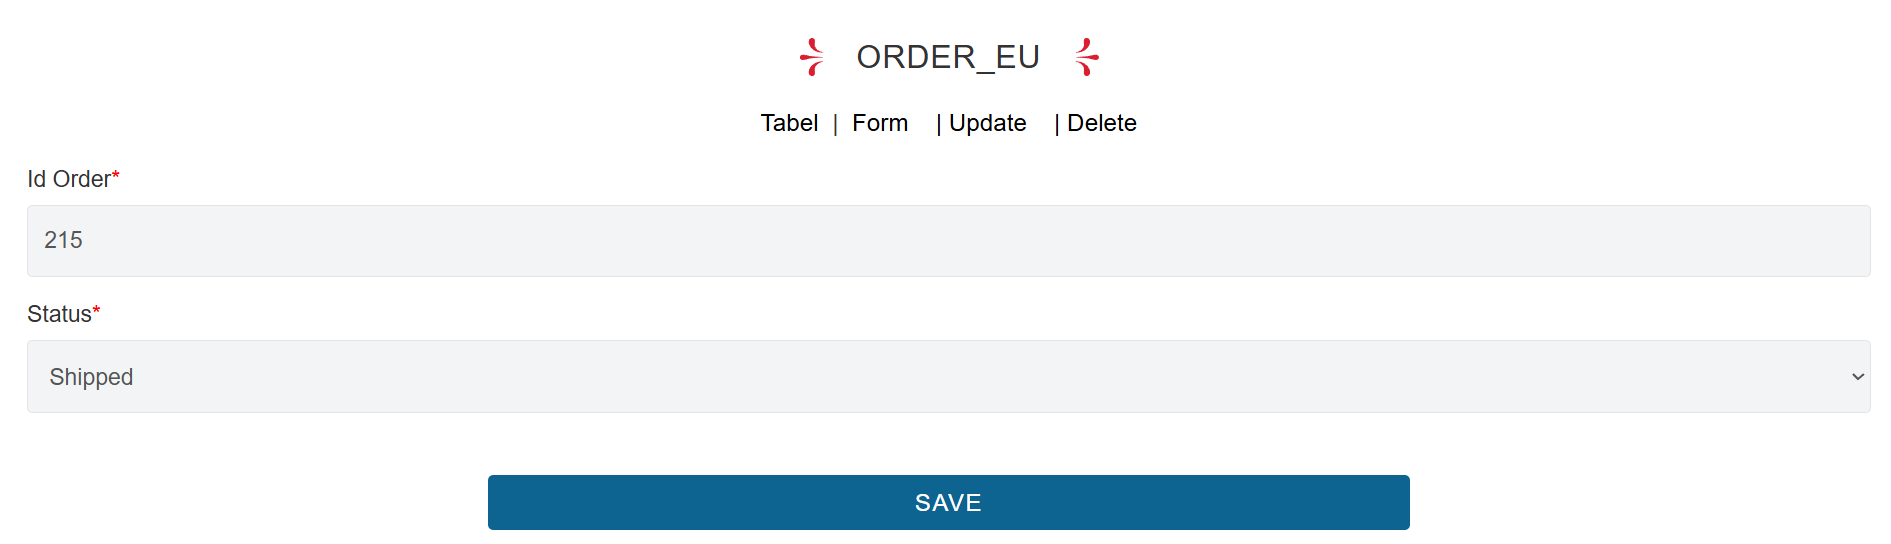 ORDER_EU
Tabel | Form | Update | Delete
Id Order*
215
Status*
Shipped
SAVE